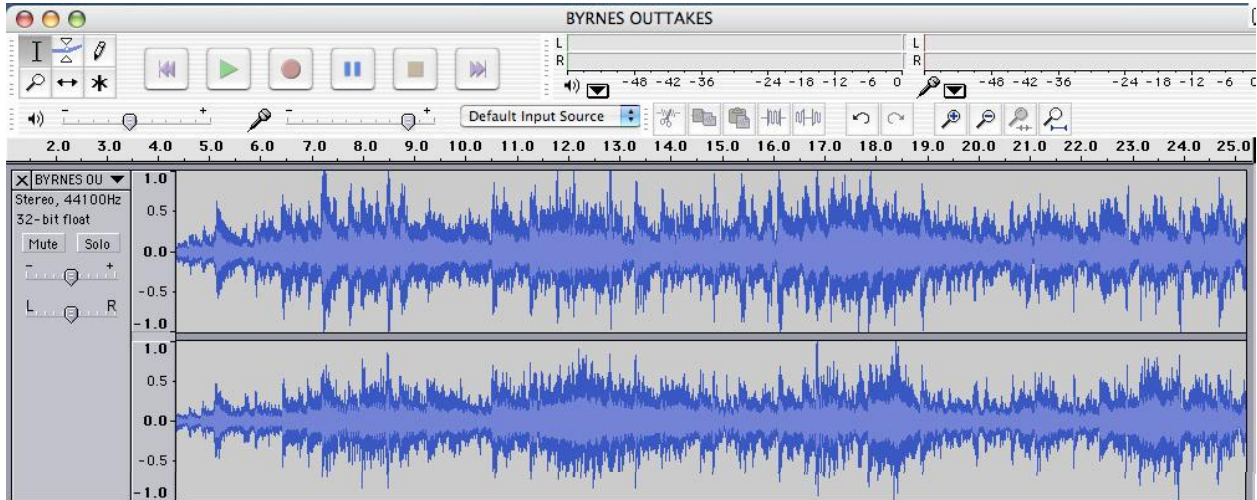 BYRNES OUTTAKES
L
R
-48 -42 -36 -24 -18 -12 -6 0
L
R
-48 -42 -36 -24 -18 -12 -6 0
- +
- +
Default Input Source
2.0 3.0 4.0 5.0 6.0 7.0 8.0 9.0 10.0 11.0 12.0 13.0 14.0 15.0 16.0 17.0 18.0 19.0 20.0 21.0 22.0 23.0 24.0 25.0
X BYRNES OU
Stereo, 44100Hz
32-bit float
Mute Solo
- +
L R
1.0
0.5
0.0
-0.5
-1.0
1.0
0.5
0.0
-0.5
-1.0